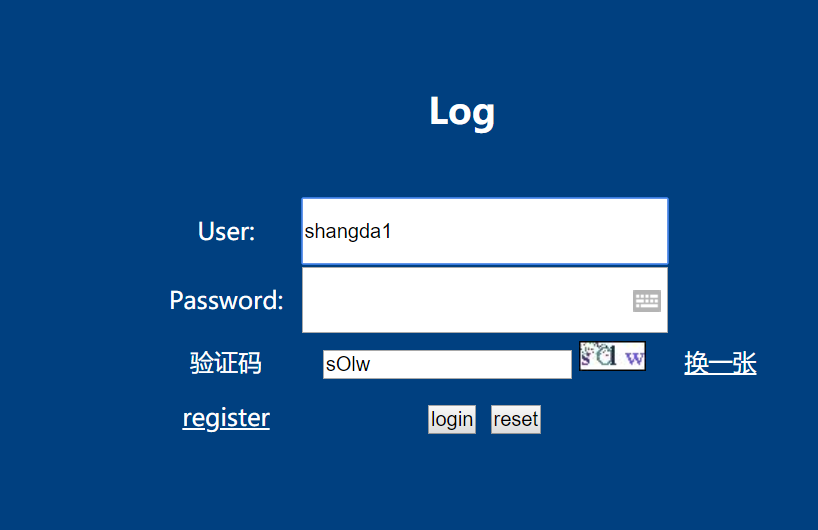 Log
User: shangda1
Password:
验证码 sOlw 换一张
register login reset